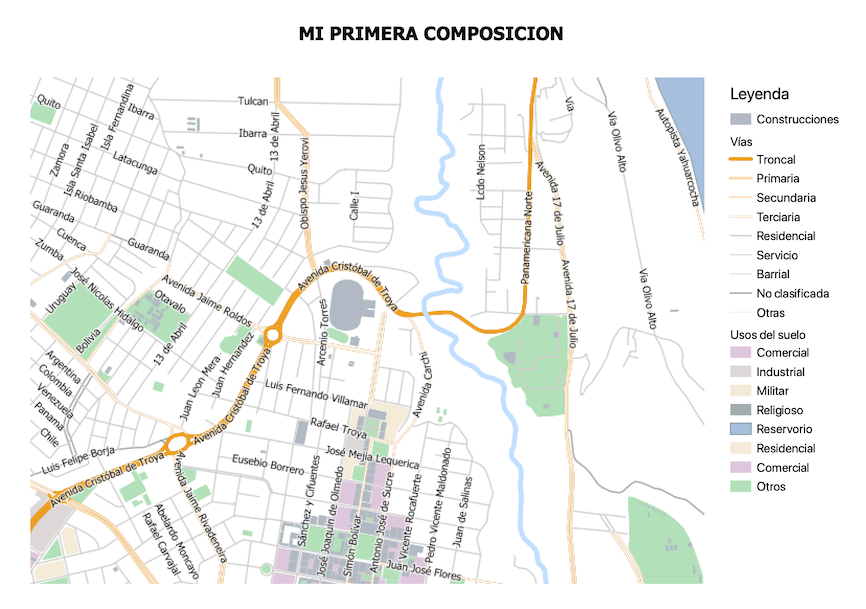 MI PRIMERA COMPOSICION
Quito
Isla Fernandina
Ibarra
Tulcan
Ibarra
13 de Abril
Zamora
Isla Santa Isabel
Latacunga
Quito
Riobamba
13 de Abril
Obispo Jesus Yerovi
Calle I
Lcdo Nelson
Vía
Via Olivo Alto
Autopista Yahuarcocha
Guaranda
Cuenca
Zumba
Guaranda
Panamericana Norte
Avenida 17 de Julio
Avenida 17 de Julio
Via Olivo Alto
Uruguay
José Nicolas Hidalgo
Otavalo
Avenida Jaime Roldos
Avenida Cristóbal de Troya
Bolivia
13 de Abril
Arcenio Torres
Juan Leon Mera
Juan Hernandez
Avenida Cristóbal de Troya
Avenida Carchi
Argentina
Colombia
Venezuela
Panama
Chile
Luis Fernando Villamar
Rafael Troya
José Mejia Lequerica
Luis Felipe Borja
Avenida Cristóbal de Troya
Avenida Jaime Rivadeneira
Eusebio Borrero
Abelardo Moncayo
Rafael Carvajal
Sánchez y Cifuentes
José Joaquín de Olmedo
Simón Bolívar
Antonio José de Sucre
Vicente Rocafuerte
Pedro Vicente Maldonado
Juan de Salinas
Juan José Flores
Leyenda
Construcciones
Vías
Troncal
Primaria
Secundaria
Terciaria
Residencial
Servicio
Barrial
No clasificada
Otras
Usos del suelo
Comercial
Industrial
Militar
Religioso
Reservorio
Residencial
Comercial
Otros